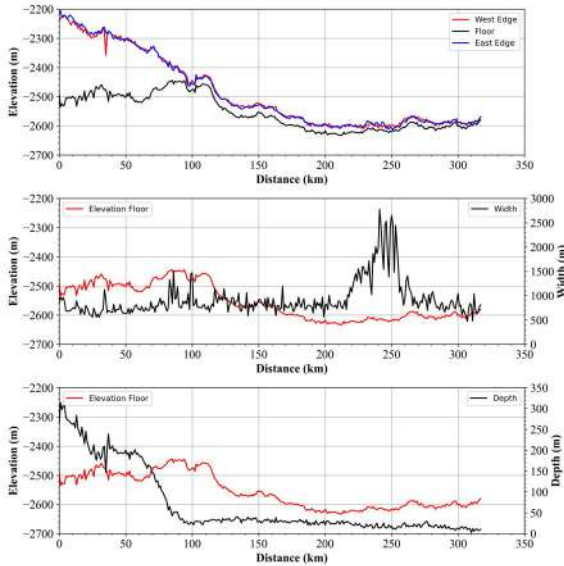 −2200
−2300
−2400
−2500
−2600
−2700
Elevation (m)
West Edge
Floor
East Edge
0 50 100 150 200 250 300 350
Distance (km)
−2200
−2300
−2400
−2500
−2600
−2700
Elevation (m)
Elevation Floor
Width
3000
2500
2000
1500
1000
500
0
Width (m)
0 50 100 150 200 250 300 350
Distance (km)
−2200
−2300
−2400
−2500
−2600
−2700
Elevation (m)
Elevation Floor
Depth
350
300
250
200
150
100
50
0
Depth (m)
0 50 100 150 200 250 300 350
Distance (km)